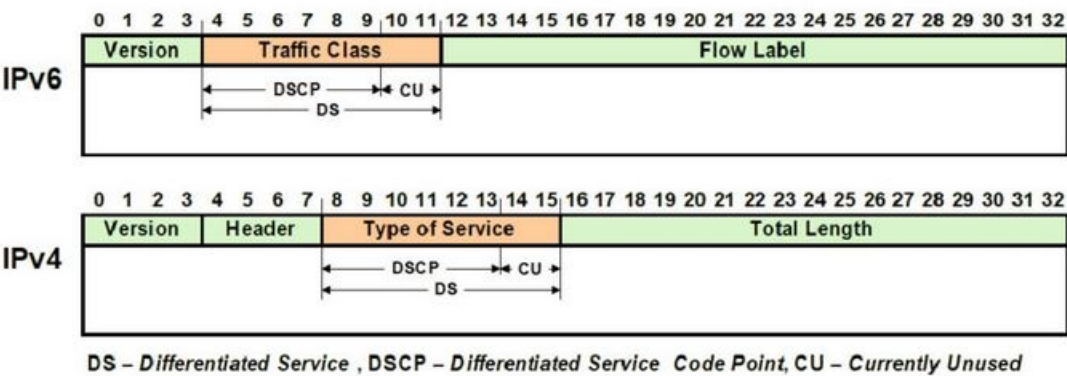 0 1 2 3 4 5 6 7 8 9 10 11 12 13 14 15 16 17 18 19 20 21 22 23 24 25 26 27 28 29 30 31 32
Version Traffic Class Flow Label
IPv6
DSCP CU
DS
0 1 2 3 4 5 6 7 8 9 10 11 12 13 14 15 16 17 18 19 20 21 22 23 24 25 26 27 28 29 30 31 32
Version Header Type of Service Total Length
IPv4
DSCP CU
DS
DS – Differentiated Service , DSCP – Differentiated Service Code Point, CU – Currently Unused